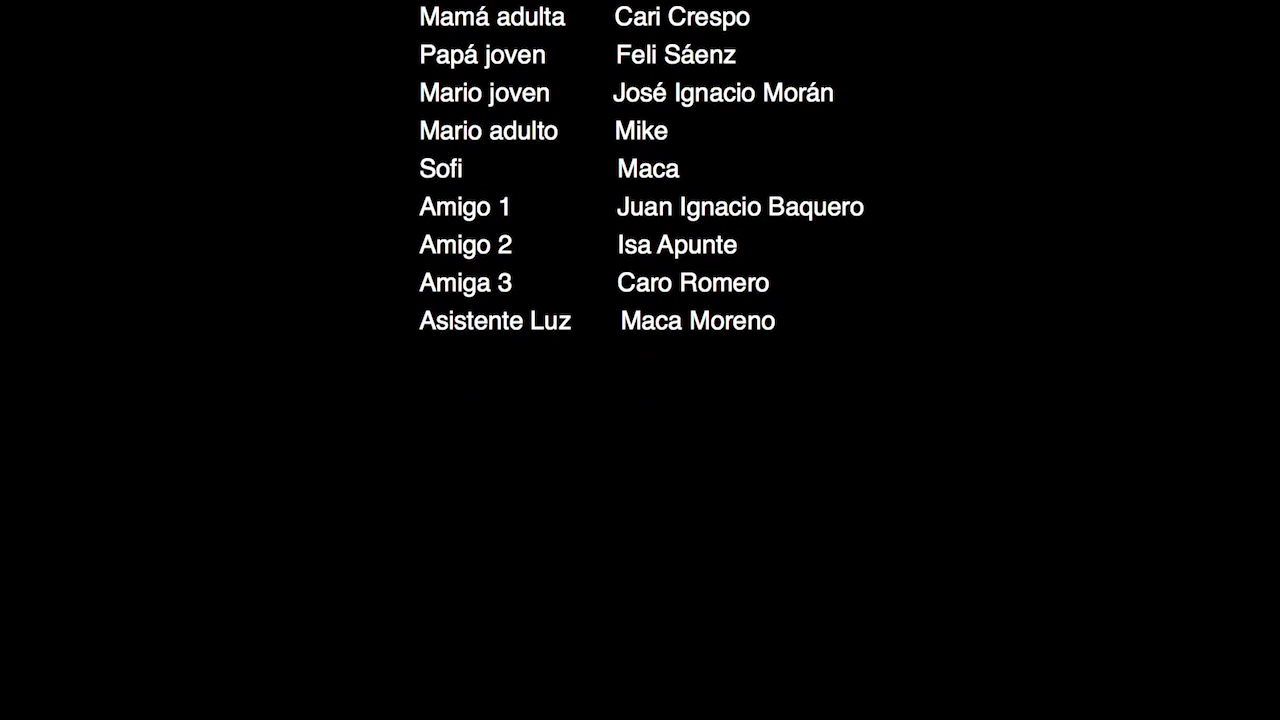 Mamá adulta Cari Crespo
Papá joven Feli Sáenz
Mario joven José Ignacio Morán
Mario adulto Mike
Sofi Maca
Amigo 1 Juan Ignacio Baquero
Amigo 2 Isa Apunte
Amiga 3 Caro Romero
Asistente Luz Maca Moreno